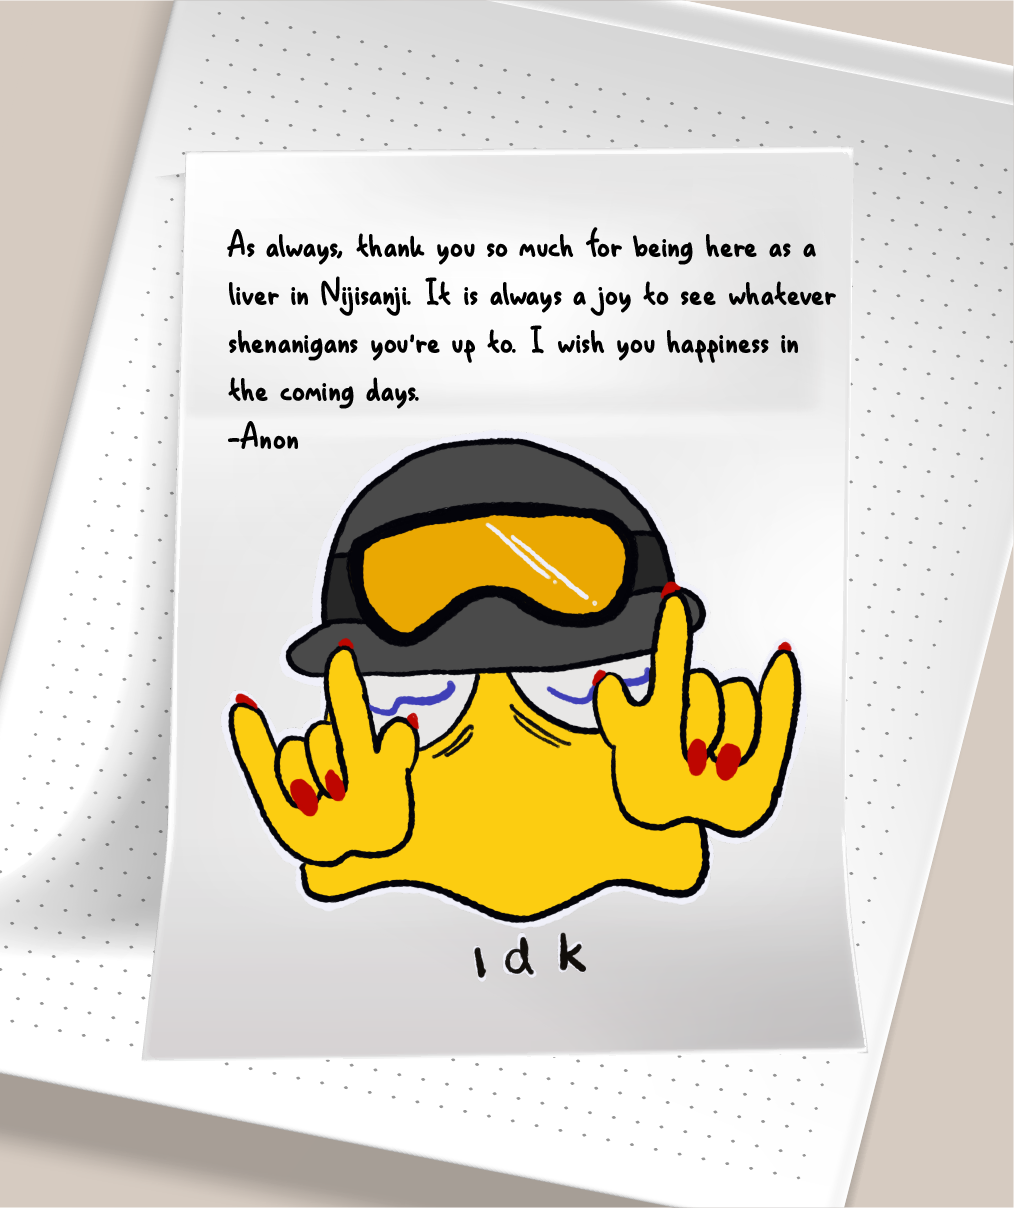 As always, thank you so much for being here as a
liver in Nijisanji. It is always a joy to see whatever
shenanigans you're up to. I wish you happiness in
the coming days.
-Anon
I d k